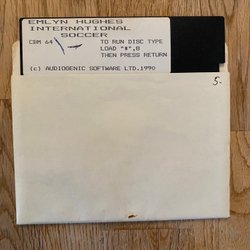 EMLYN HUGHES
INTERNATIONAL
SOCCER
CBM 64 TO RUN DISC TYPE
LOAD "*",8
THEN PRESS RETURN
(c) AUDIOGENIC SOFTWARE LTD.1990
5-